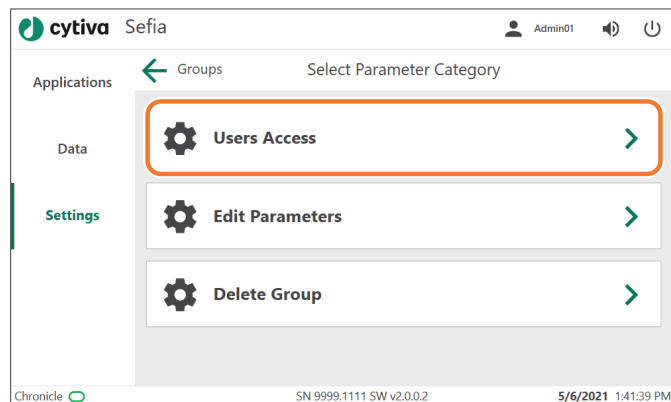 cytiva Sefia Admin01
Applications
Data
Settings
Groups Select Parameter Category
Users Access
Edit Parameters
Delete Group
Chronicle SN 9999.1111 SW v2.0.0.2 5/6/2021 1:41:39 PM